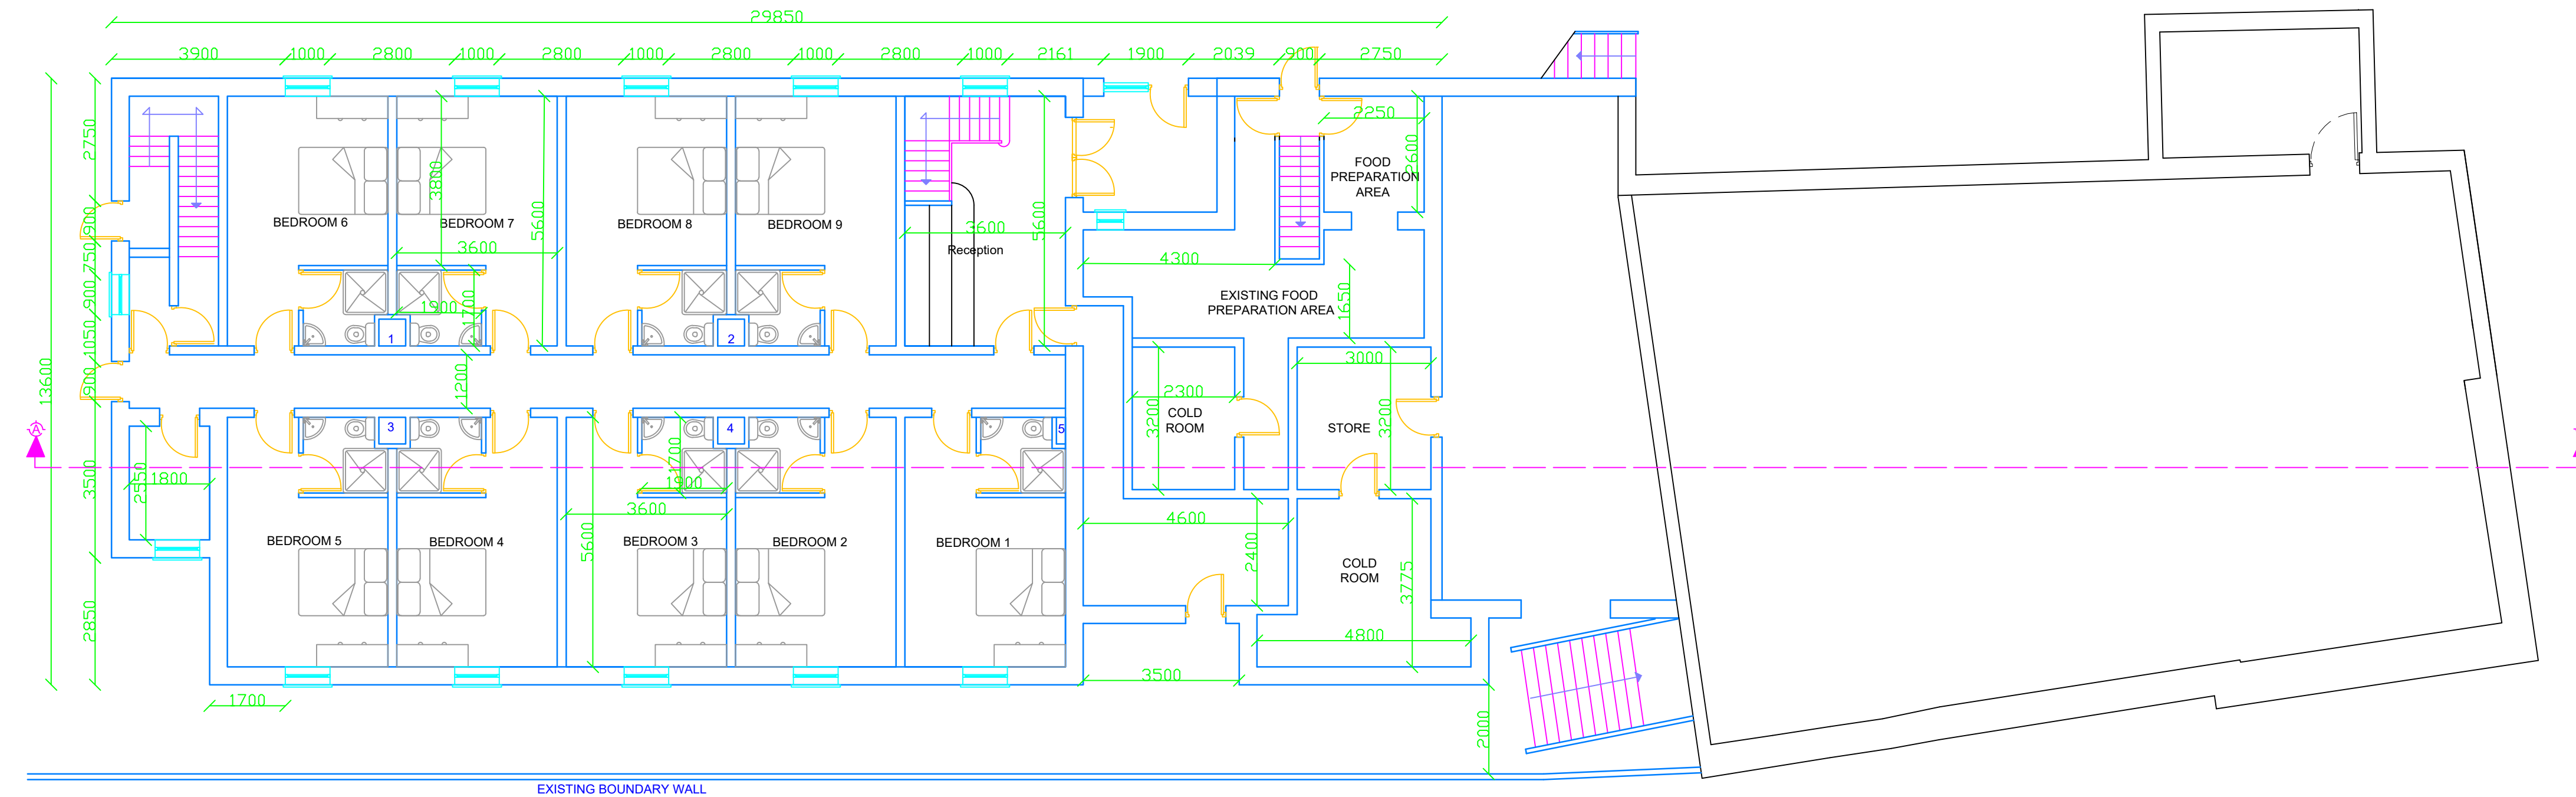 29850
3900
1000
2800
1000
2800
1000
2800
1000
2800
1000
2161
1900
2039
900
2750
2750
900
750
900
1050
900
3500
2850
13600
A
BEDROOM 6
BEDROOM 7
3800
5600
3600
1900
1700
1
BEDROOM 8
BEDROOM 9
2
Reception
3600
5600
4300
2250
2600
FOOD
PREPARATION
AREA
EXISTING FOOD
PREPARATION AREA
1650
1200
3
4
5
2550
1800
BEDROOM 5
BEDROOM 4
1700
1900
3600
5600
BEDROOM 3
BEDROOM 2
BEDROOM 1
2300
3200
COLD
ROOM
3000
3200
STORE
4600
2400
COLD
ROOM
3775
4800
3500
1700
2000
EXISTING BOUNDARY WALL